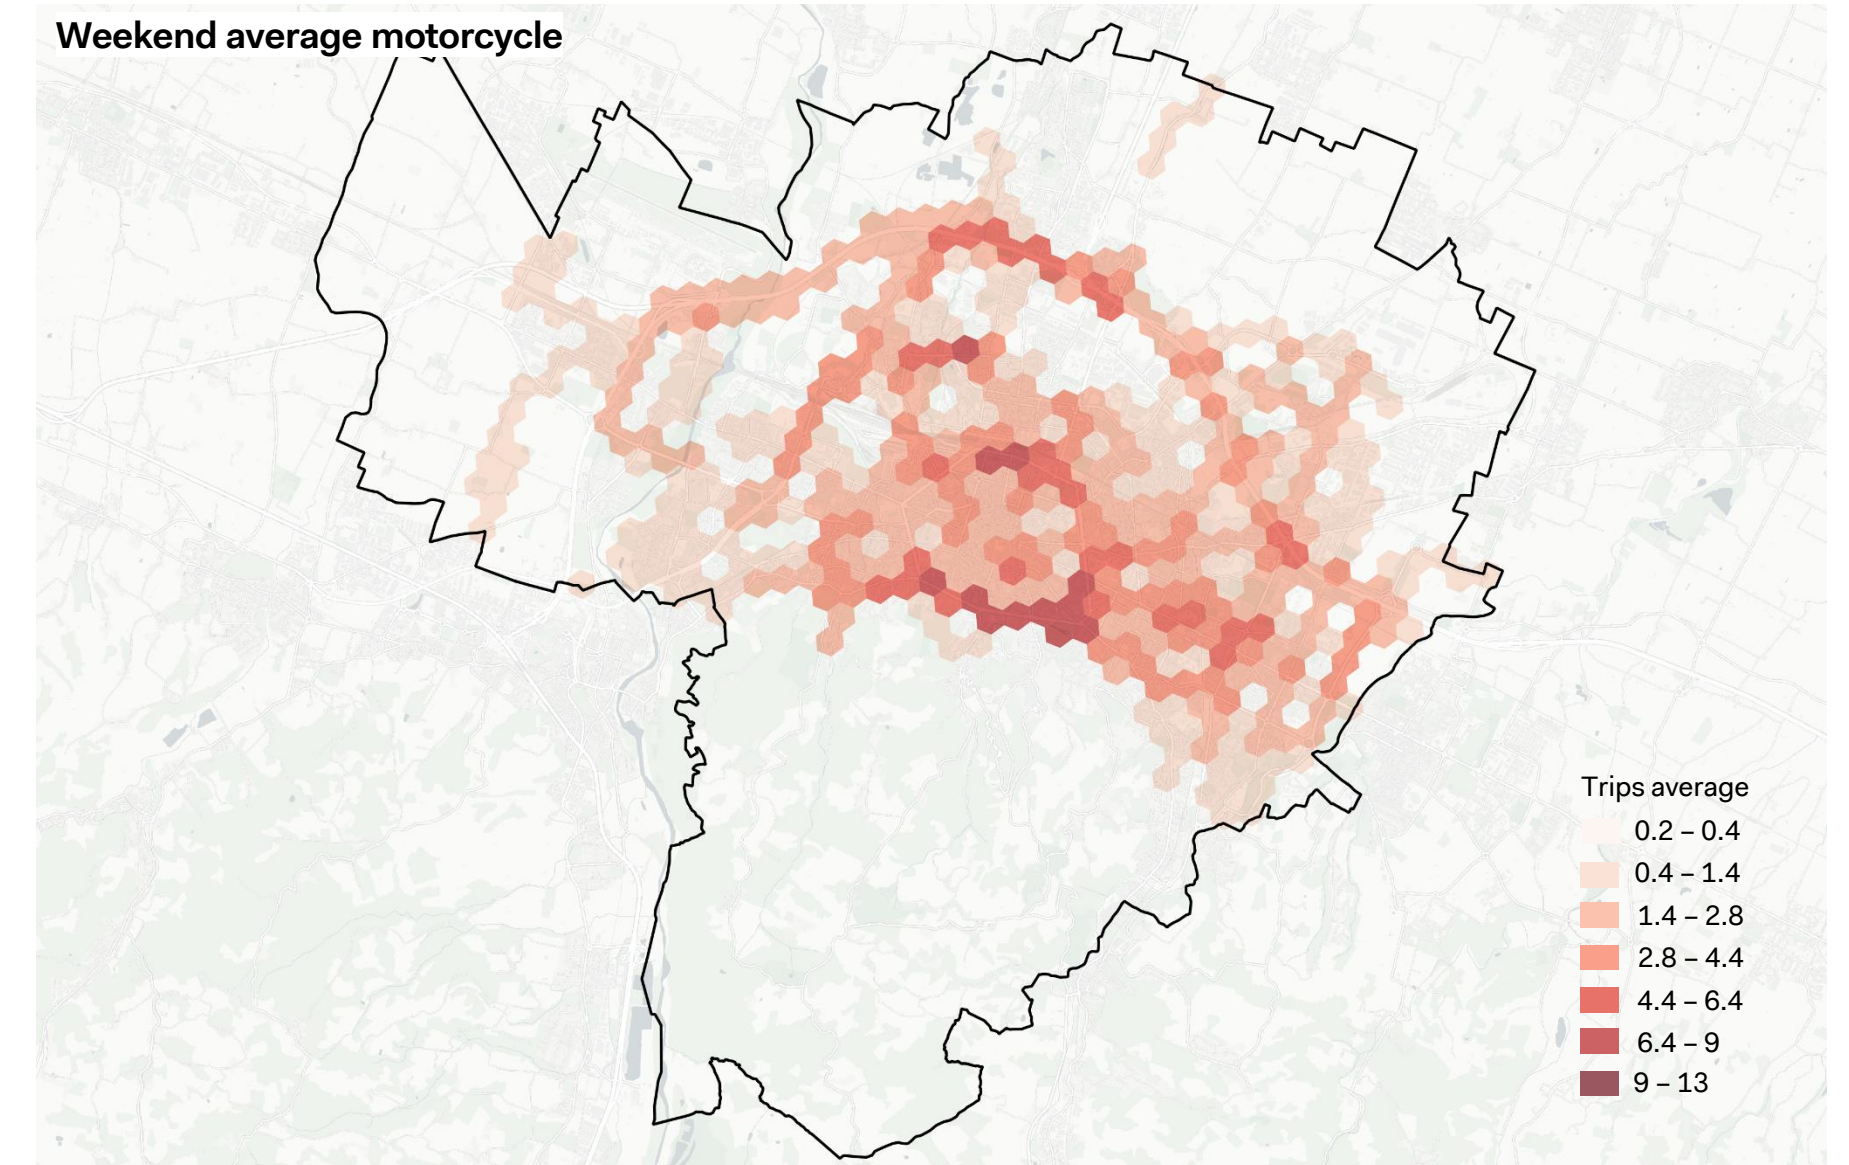 Weekend average motorcycle
Trips average
0.2 – 0.4
0.4 – 1.4
1.4 – 2.8
2.8 – 4.4
4.4 – 6.4
6.4 – 9
9 – 13